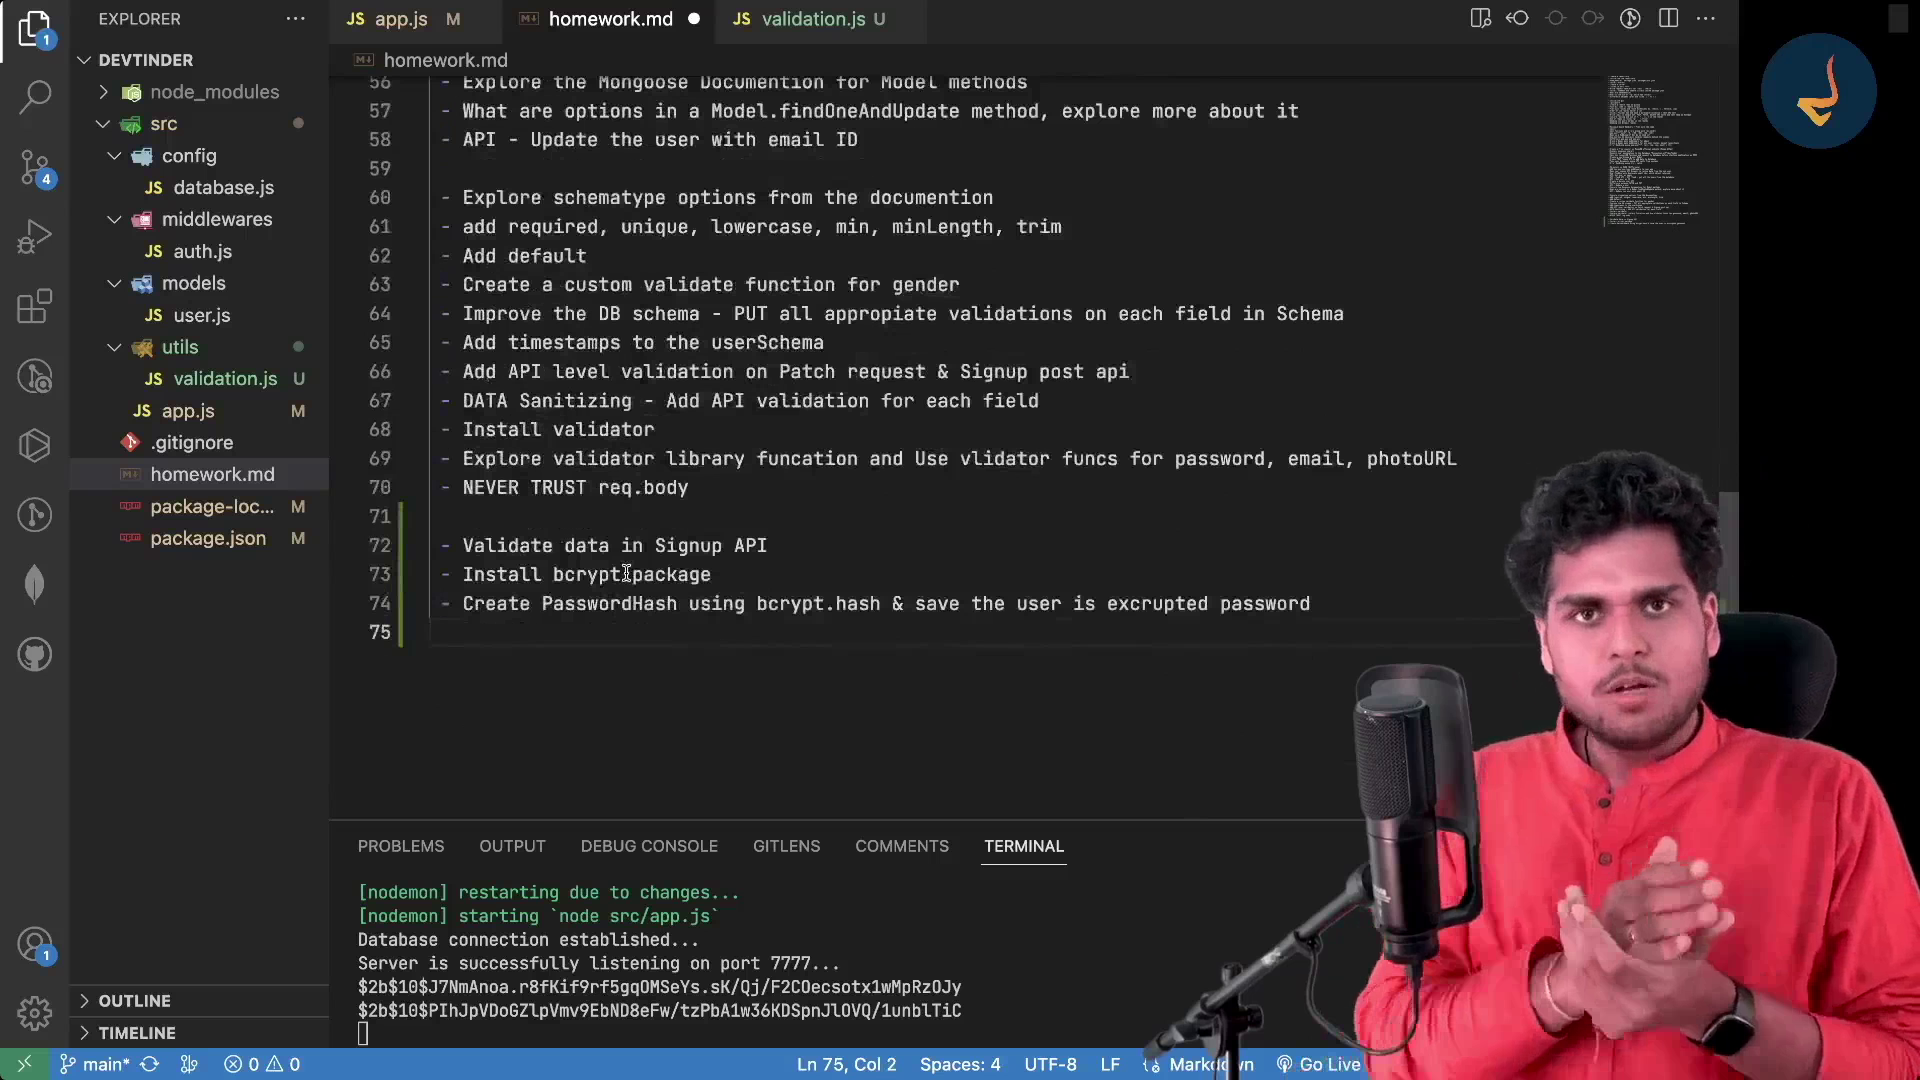 EXPLORER
DEVTINDER
node_modules
src
config
database.js
middlewares
auth.js
models
user.js
utils
validation.js U
app.js M
.gitignore
homework.md
package-loc... M
package.json M
OUTLINE
TIMELINE
JS app.js M
homework.md
JS validation.js U
homework.md
56 - Explore the Mongoose Documention for Model methods
57 - What are options in a Model.findOneAndUpdate method, explore more about it
58 - API - Update the user with email ID
59
60 - Explore schematype options from the documention
61 - add required, unique, lowercase, min, minLength, trim
62 - Add default
63 - Create a custom validate function for gender
64 - Improve the DB schema - PUT all appropiate validations on each field in Schema
65 - Add timestamps to the userSchema
66 - Add API level validation on Patch request & Signup post api
67 - DATA Sanitizing - Add API validation for each field
68 - Install validator
69 - Explore validator library funcation and Use vlidator funcs for password, email, photoURL
70 - NEVER TRUST req.body
71
72 - Validate data in Signup API
73 - Install bcrypt package
74 - Create PasswordHash using bcrypt.hash & save the user is excrupted password
75
PROBLEMS OUTPUT DEBUG CONSOLE GITLENS COMMENTS TERMINAL
[nodemon] restarting due to changes...
[nodemon] starting `node src/app.js`
Database connection established...
Server is successfully listening on port 7777...
$2b$10$J7NmAnoa.r8fKif9rf5gqOMSeYs.sK/Qj/F2COecsotx1wMpRzOJy
$2b$10$PIhJpVDoGZlpVmv9EbND8eFw/tzPbA1w36KDSpnJlOVQ/1unblTiC
main* 0 0 Ln 75, Col 2 Spaces: 4 UTF-8 LF Markdown Go Live